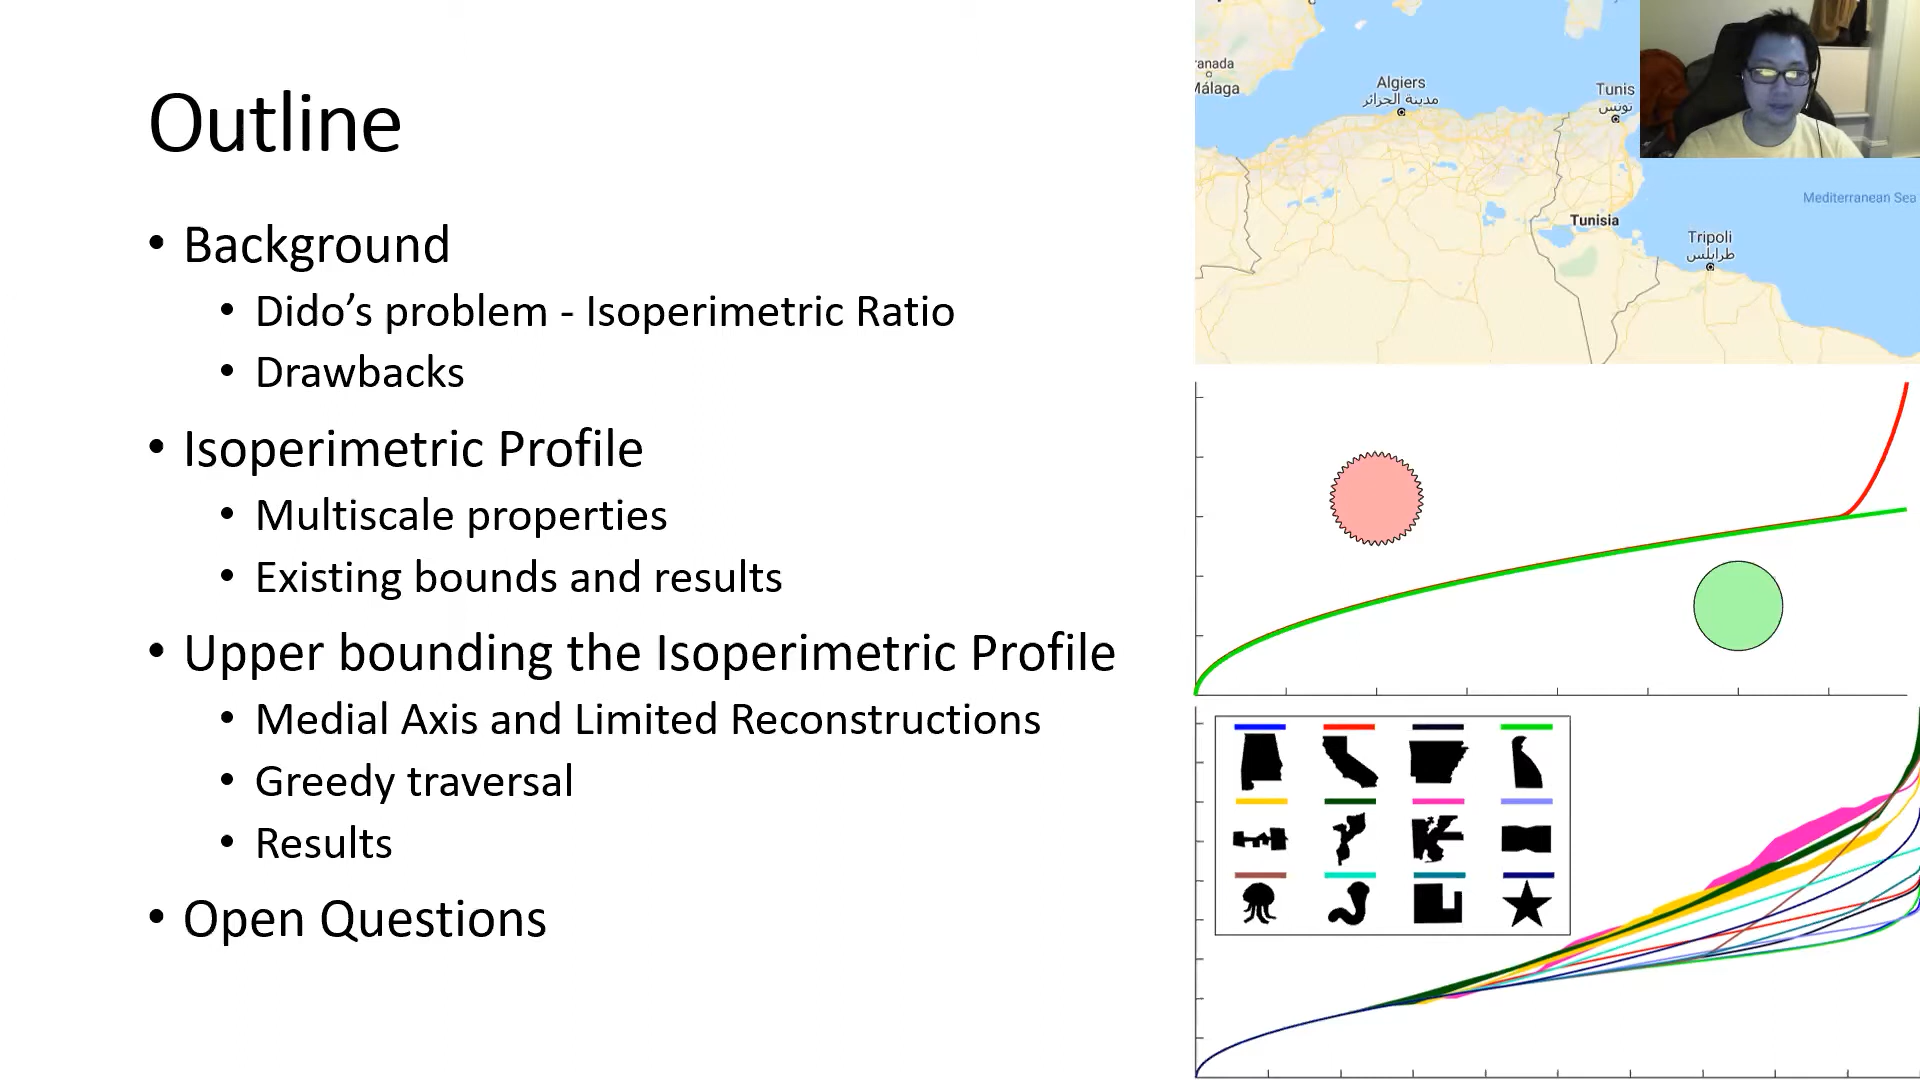 Outline
• Background
• Dido’s problem - Isoperimetric Ratio
• Drawbacks
• Isoperimetric Profile
• Multiscale properties
• Existing bounds and results
• Upper bounding the Isoperimetric Profile
• Medial Axis and Limited Reconstructions
• Greedy traversal
• Results
• Open Questions
ranada
Málaga
Algiers
مدينة الجزائر
Tunis
تونس
Mediterranean Sea
Tunisia
Tripoli
طرابلس